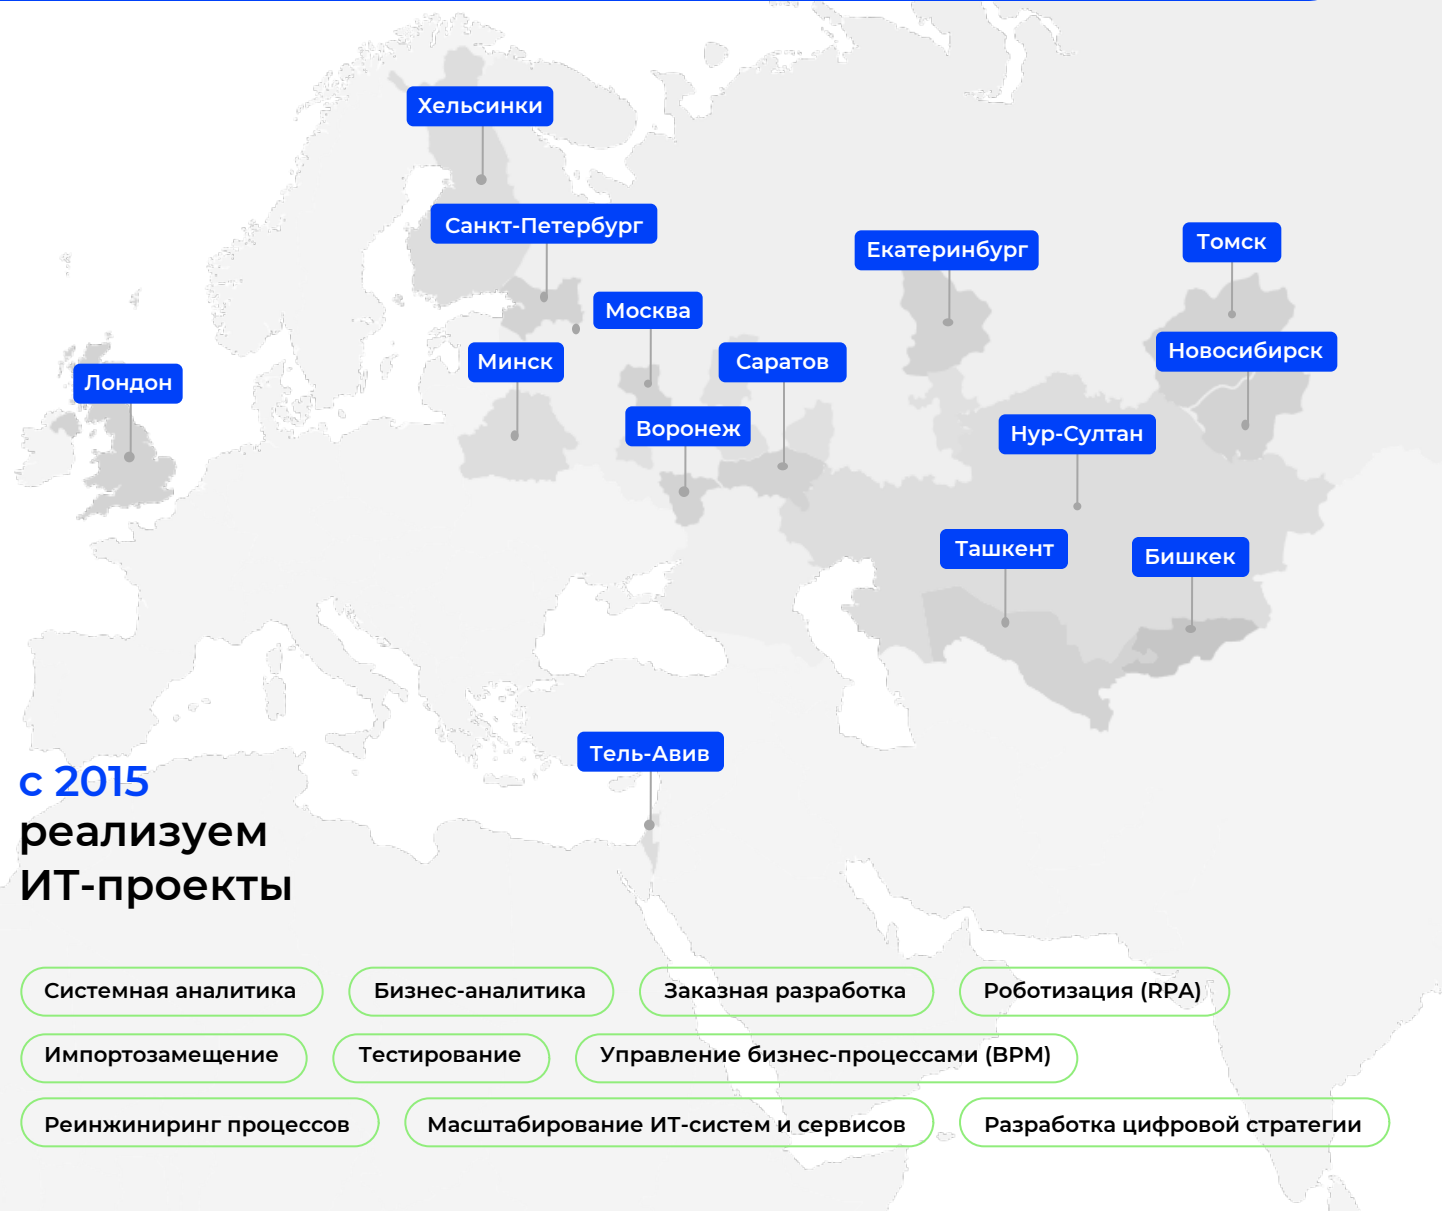 Хельсинки
Санкт-Петербург
Екатеринбург
Томск
Москва
Минск
Саратов
Новосибирск
Лондон
Воронеж
Нур-Султан
Ташкент
Бишкек
Тель-Авив
с 2015
реализуем
ИТ-проекты
Системная аналитика
Бизнес-аналитика
Заказная разработка
Роботизация (RPA)
Импортозамещение
Тестирование
Управление бизнес-процессами (BPM)
Реинжиниринг процессов
Масштабирование ИТ-систем и сервисов
Разработка цифровой стратегии